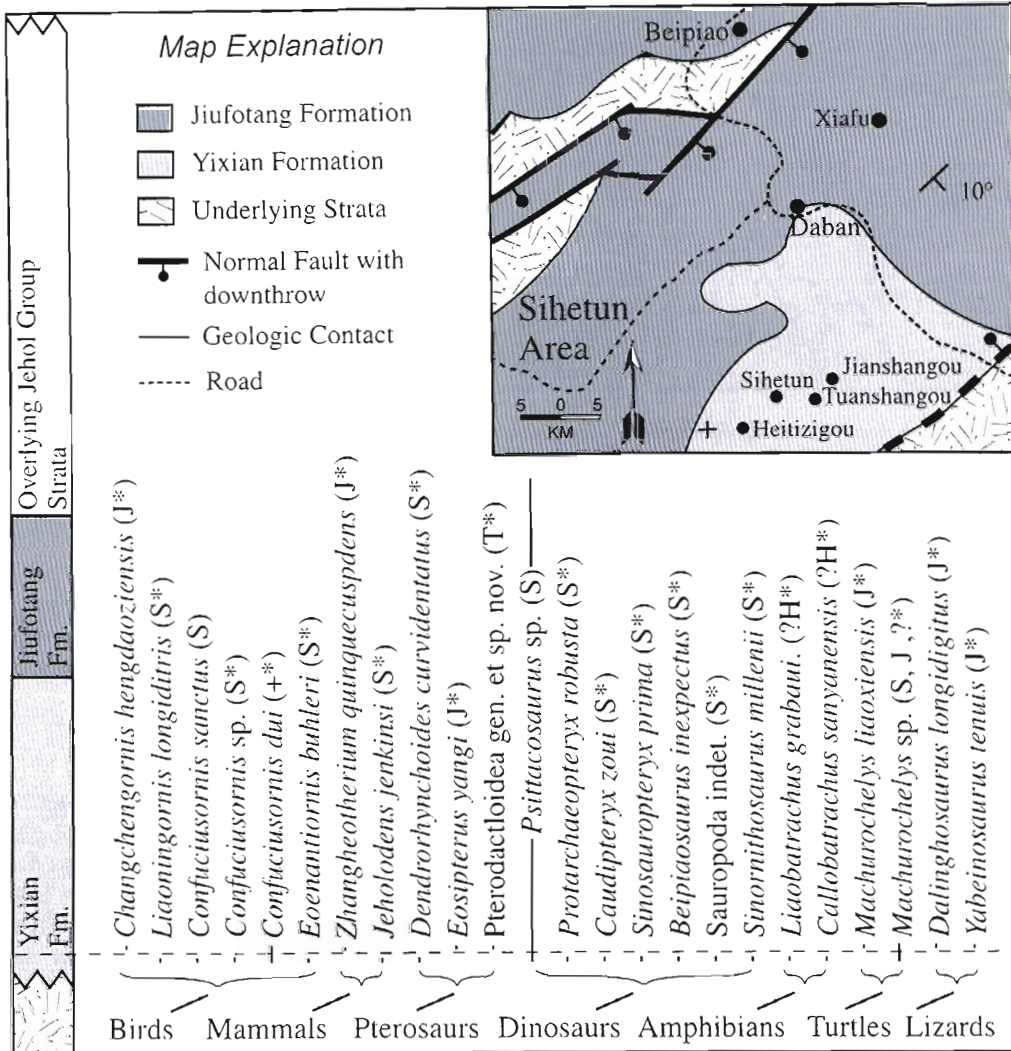 Map Explanation
Jiufotang Formation
Yixian Formation
Underlying Strata
Normal Fault with
downthrow
Geologic Contact
Road
Beipiao
Xiafu
10°
Daban
Sihetun
Area
5 0 5
KM
Jianshangou
Sihetun
Tuanshangou
+
Heitizigou
Overlying Jehol Group
Strata
Jiufotang
Fm.
Yixian
Fm.
Changchengornis hengdaoziensis (J*)
Liaoningornis longiditris (S*)
Confuciusornis sanctus (S)
Confuciusornis sp. (S*)
Confuciusornis dui (+*)
Eoenantiornis buhleri (S*)
Zhangheotherium quinquecuspdens (J*)
Jeholodens jenkinsi (S*)
Dendrorhynchoides curvidentatus (S*)
Eosipterus yangi (J*)
Pterodactloidea gen. et sp. nov. (T*)
Psittacosaurus sp. (S)
Protarchaeopteryx robusta (S*)
Caudipteryx zoui (S*)
Sinosauropteryx prima (S*)
Beipiaosaurus inexpectus (S*)
Sauropoda indet. (S*)
Sinornithosaurus millenii (S*)
Liaobatrachus grabaui. (?H*)
Callobatrachus sanyanensis (?H*)
Machurochelys liaoxiensis (J*)
Machurochelys sp. (S, J ,?*)
Dalinghosaurus longidigitus (J*)
Yabeinosaurus tenuis (J*)
Birds Mammals Pterosaurs Dinosaurs Amphibians Turtles Lizards